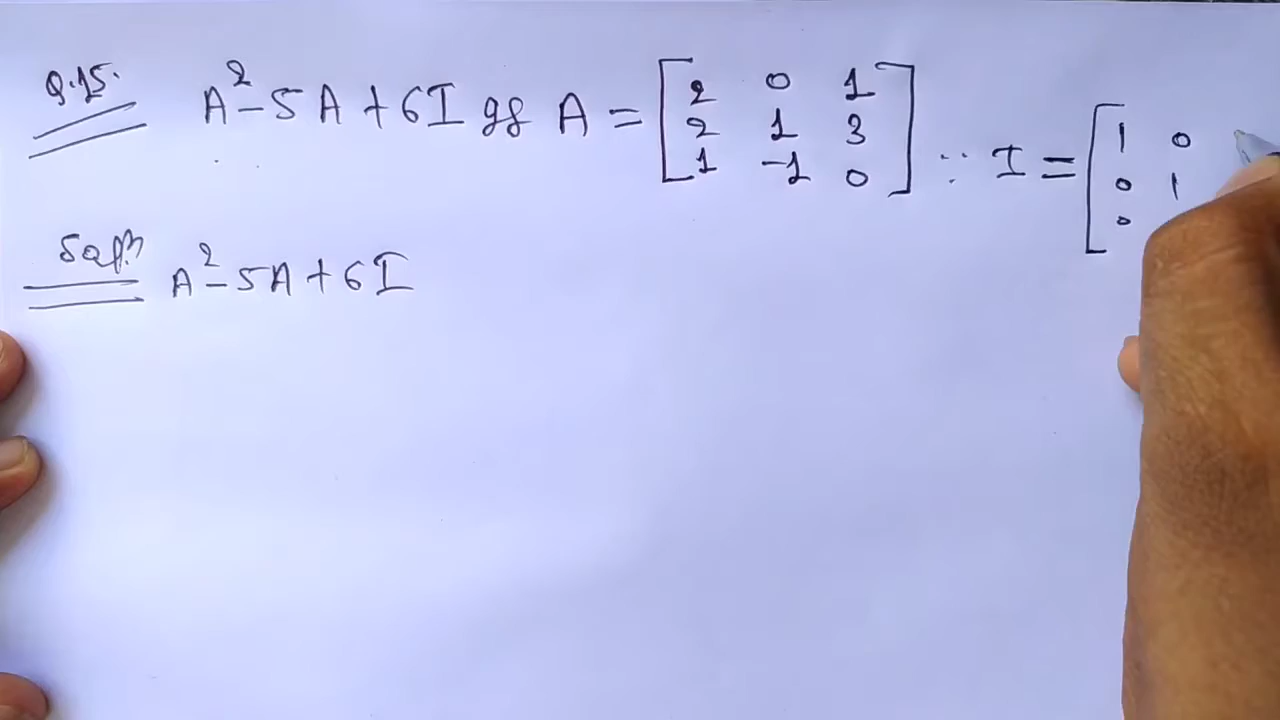 Q.15. A²-5A+6I If A = [2 0 1
2 1 3
1 -1 0] ∵ I = [1 0
0 1
0
Solⁿ A²-5A+6I